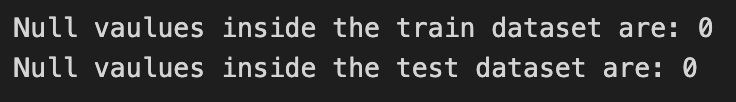 Null vaulues inside the train dataset are: 0
Null vaulues inside the test dataset are: 0